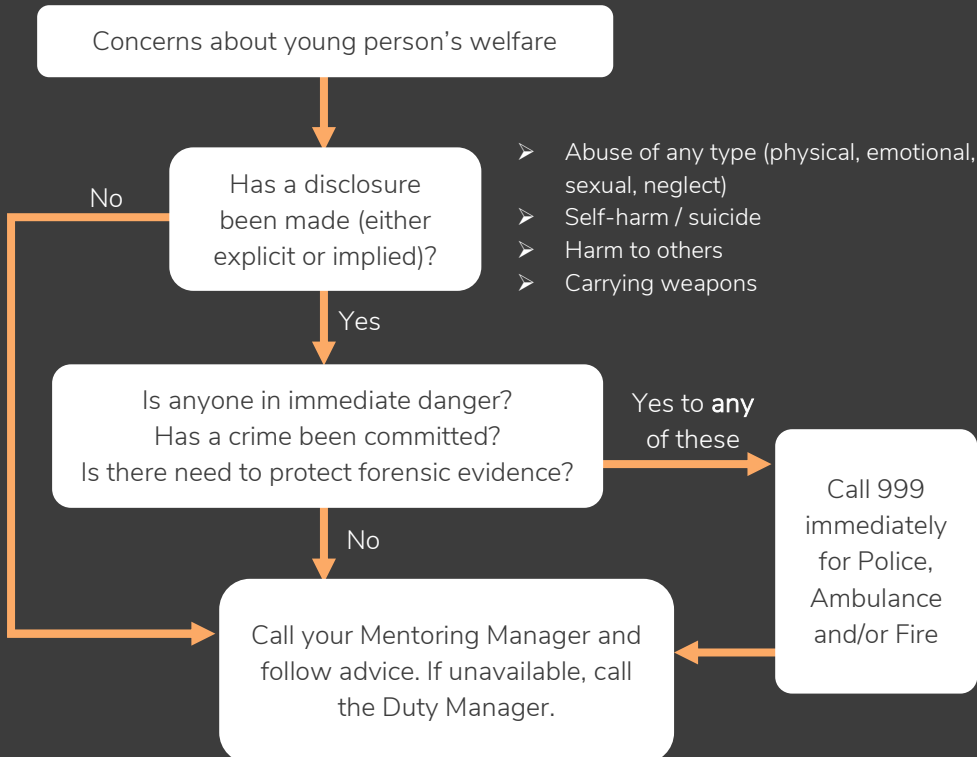 Concerns about young person's welfare
No
Has a disclosure
been made (either
explicit or implied)?
➢ Abuse of any type (physical, emotional,
sexual, neglect)
➢ Self-harm / suicide
➢ Harm to others
➢ Carrying weapons
Yes
Is anyone in immediate danger?
Has a crime been committed?
Is there need to protect forensic evidence?
Yes to any
of these
Call 999
immediately
for Police,
Ambulance
and/or Fire
No
Call your Mentoring Manager and
follow advice. If unavailable, call
the Duty Manager.